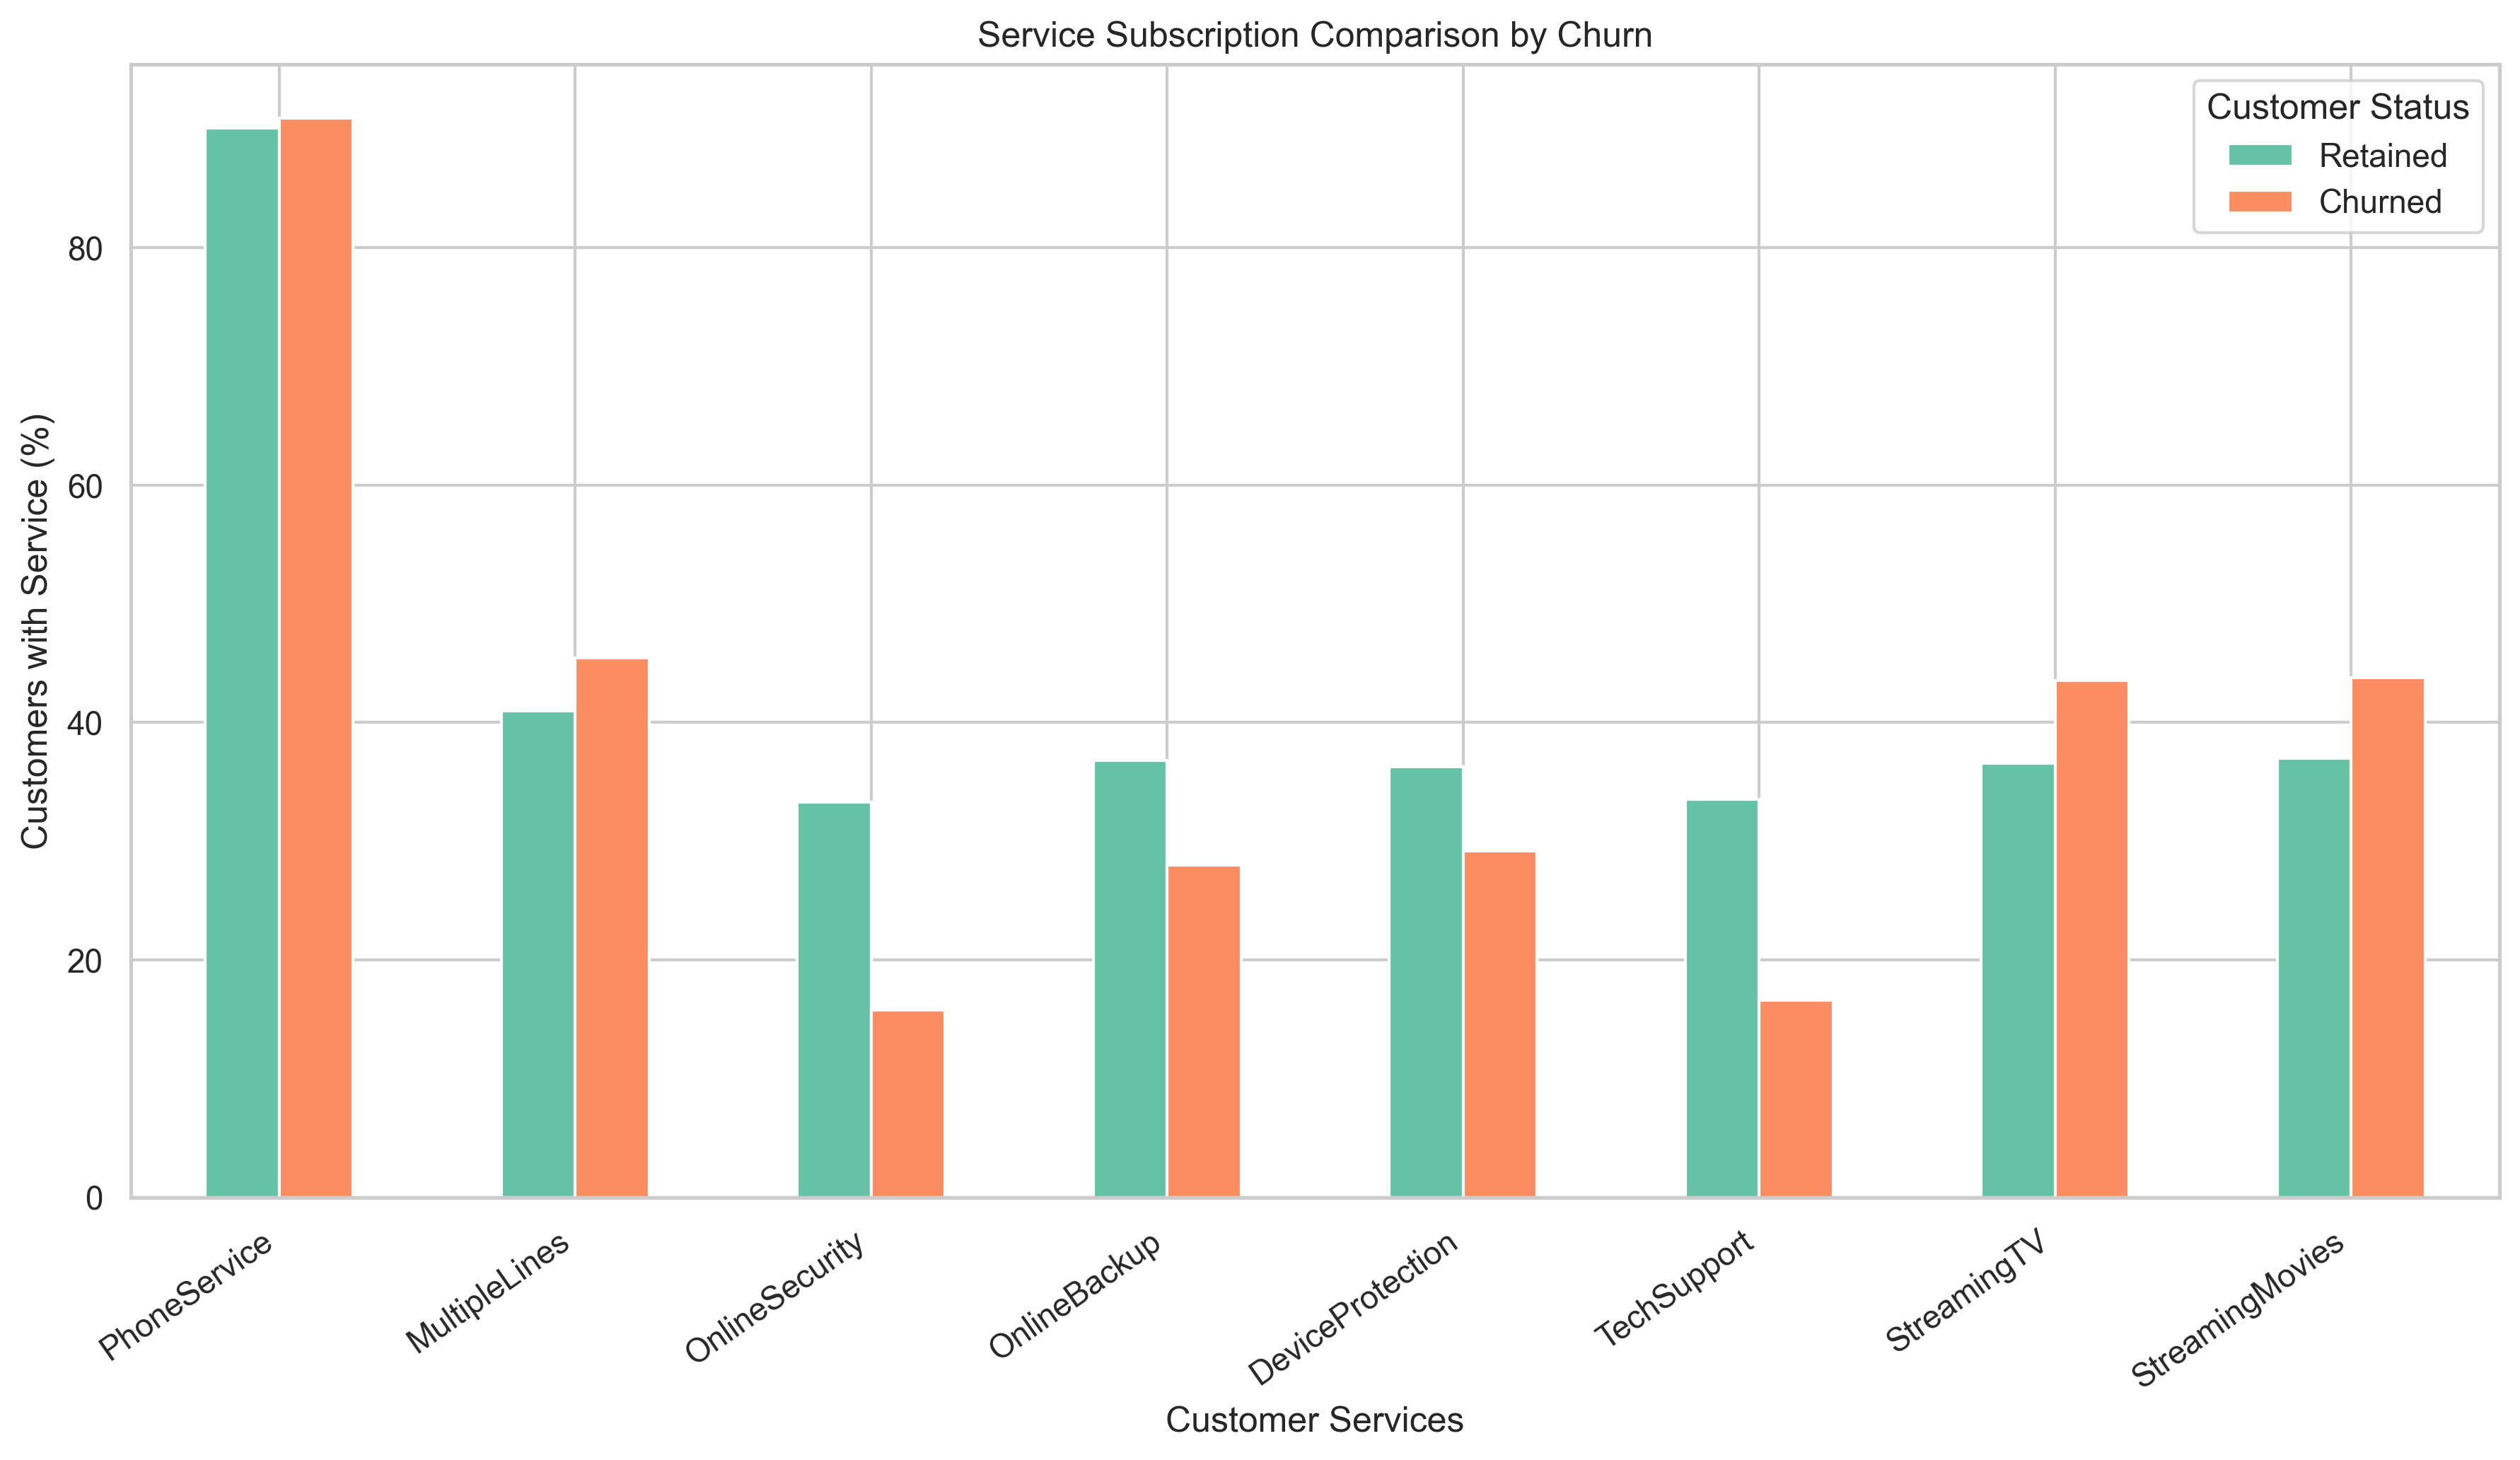 Service Subscription Comparison by Churn
Customer Status
Retained
Churned
Customers with Service (%)
80
60
40
20
0
PhoneService
MultipleLines
OnlineSecurity
OnlineBackup
DeviceProtection
TechSupport
StreamingTV
StreamingMovies
Customer Services